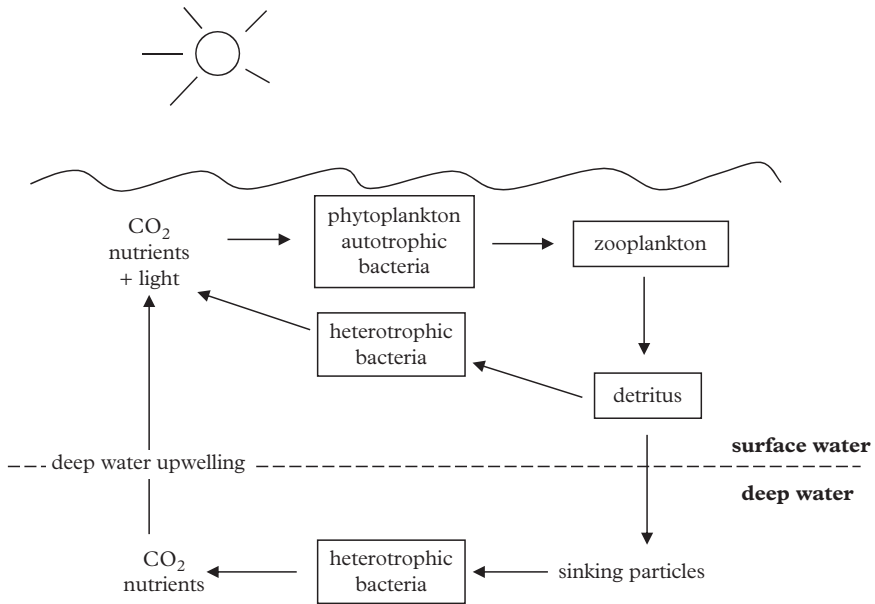 CO2
nutrients
+ light
phytoplankton
autotrophic
bacteria
zooplankton
heterotrophic
bacteria
detritus
surface water
deep water upwelling
deep water
CO2
nutrients
heterotrophic
bacteria
sinking particles